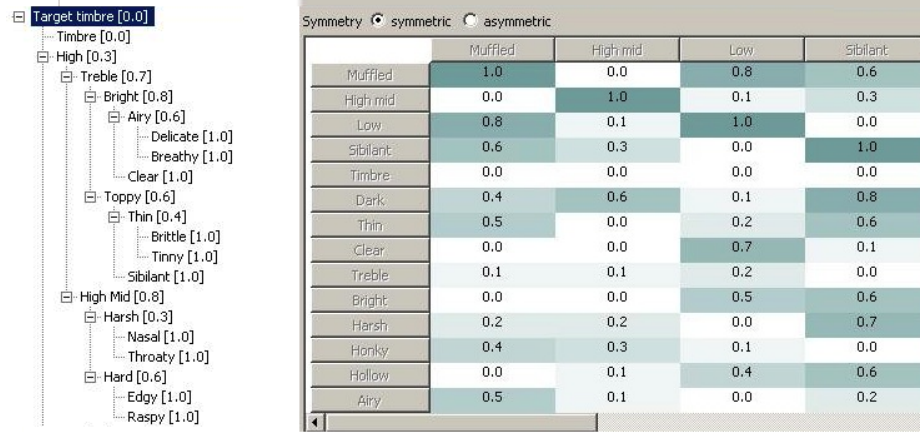 Target timbre [0.0]
Timbre [0.0]
High [0.3]
Treble [0.7]
Bright [0.8]
Airy [0.6]
Delicate [1.0]
Breathy [1.0]
Clear [1.0]
Toppy [0.6]
Thin [0.4]
Brittle [1.0]
Tinny [1.0]
Sibilant [1.0]
High Mid [0.8]
Harsh [0.3]
Nasal [1.0]
Throaty [1.0]
Hard [0.6]
Edgy [1.0]
Raspy [1.0]
Symmetry symmetric asymmetric
Muffled High mid Low Sibilant
Muffled 1.0 0.0 0.8 0.6
High mid 0.0 1.0 0.1 0.3
Low 0.8 0.1 1.0 0.0
Sibilant 0.6 0.3 0.0 1.0
Timbre 0.0 0.0 0.0 0.0
Dark 0.4 0.6 0.1 0.8
Thin 0.5 0.0 0.2 0.6
Clear 0.0 0.0 0.7 0.1
Treble 0.1 0.1 0.2 0.0
Bright 0.0 0.0 0.5 0.6
Harsh 0.2 0.2 0.0 0.7
Honky 0.4 0.3 0.1 0.0
Hollow 0.0 0.1 0.4 0.6
Airy 0.5 0.1 0.0 0.2